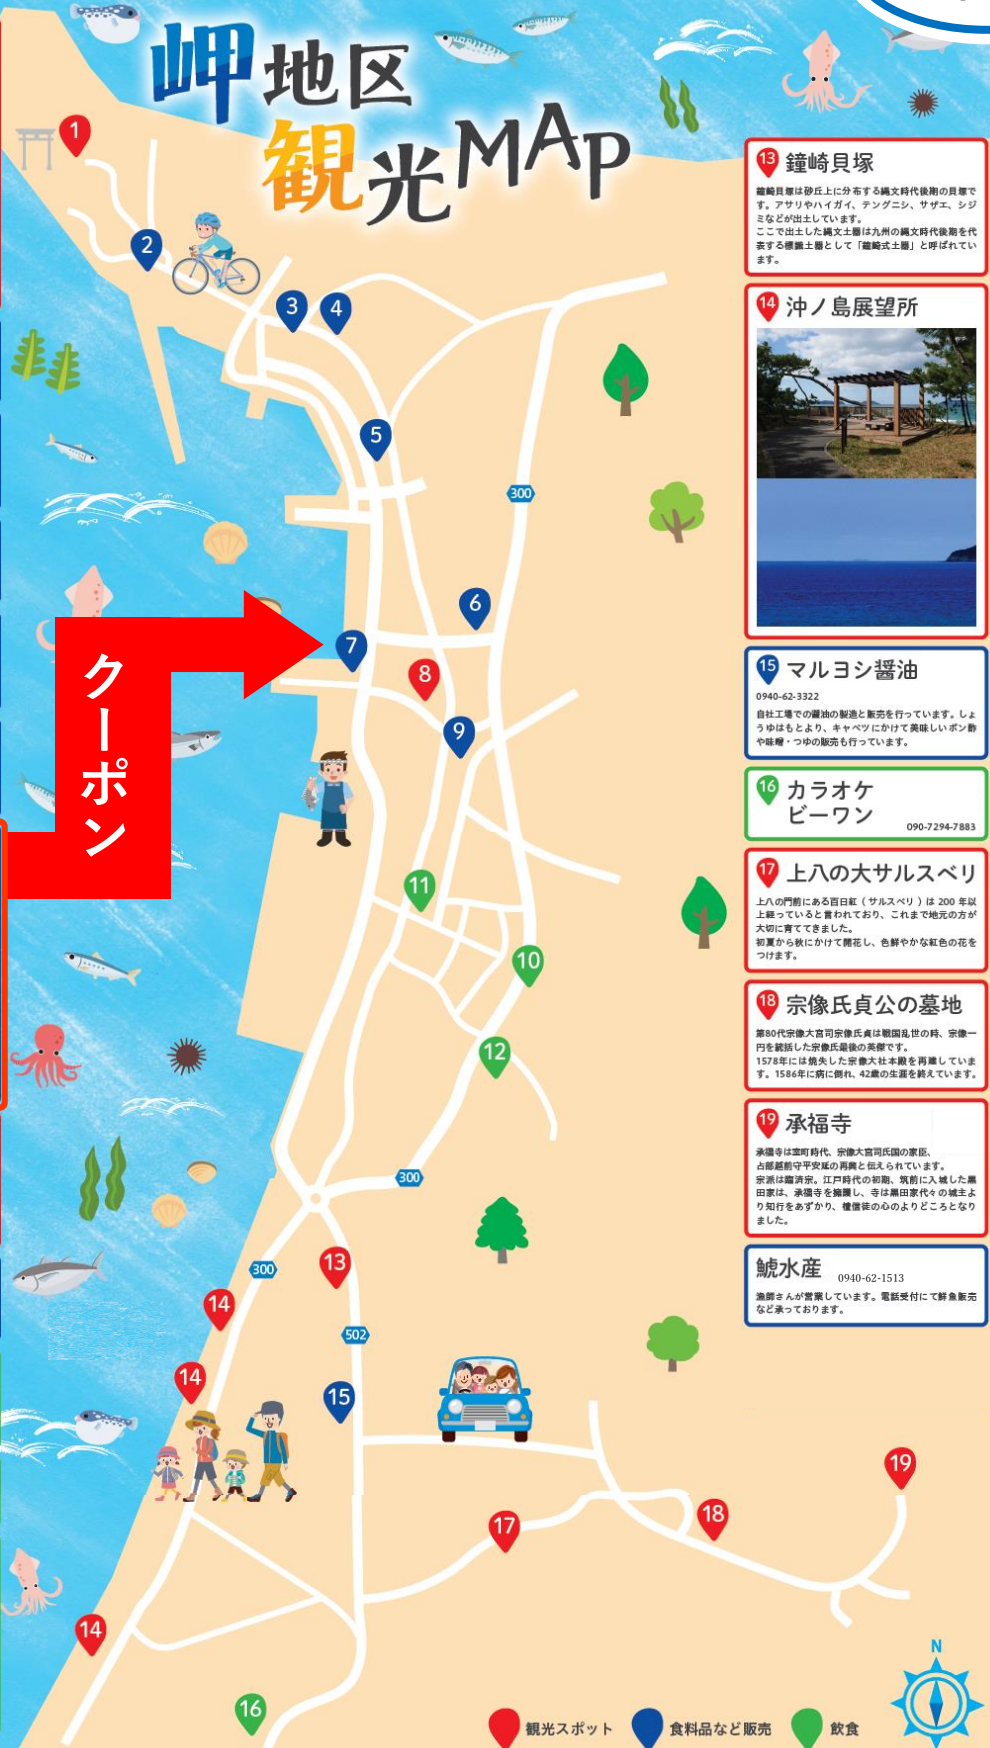 岬地区
観光MAP
1
2
3
4
5
300
6
7
8
9
クーポン
11
10
12
300
300
13
14
502
14
15
19
18
17
14
16
N
観光スポット
食料品など販売
飲食
13 鐘崎貝塚
鐘崎貝塚は砂丘上に分布する縄文時代後期の貝塚で
す。アサリやハイガイ、テングニシ、サザエ、シジ
ミなどが出土しています。
ここで出土した縄文土器は九州の縄文時代後期を代
表する標識土器として「鐘崎式土器」と呼ばれてい
ます。
14 沖ノ島展望所
15 マルヨシ醤油
0940-62-3322
自社工場での醤油の製造と販売を行っています。しょ
うゆはもとより、キャベツにかけて美味しいポン酢
や味噌・つゆの販売も行っています。
16 カラオケ
ビーワン
090-7294-7883
17 上八の大サルスベリ
上八の門前にある百日紅（サルスベリ）は 200 年以
上経っていると言われており、これまで地元の方が
大切に育ててきました。
初夏から秋にかけて開花し、色鮮やかな紅色の花を
つけます。
18 宗像氏貞公の墓地
第80代宗像大宮司宗像氏貞は戦国乱世の時、宗像一
円を統括した宗像氏最後の英傑です。
1578年には焼失した宗像大社本殿を再建していま
す。1586年に病に倒れ、42歳の生涯を終えています。
19 承福寺
承福寺は室町時代、宗像大宮司氏国の家臣、
占部越前守平安延の再興と伝えられています。
宗派は臨済宗。江戸時代の初期、筑前に入城した黒
田家は、承福寺を擁護し、寺は黒田家代々の城主よ
り知行をあずかり、檀信徒の心のよりどころとなり
ました。
鯱水産 0940-62-1513
漁師さんが営業しています。電話受付にて鮮魚販売
など承っております。